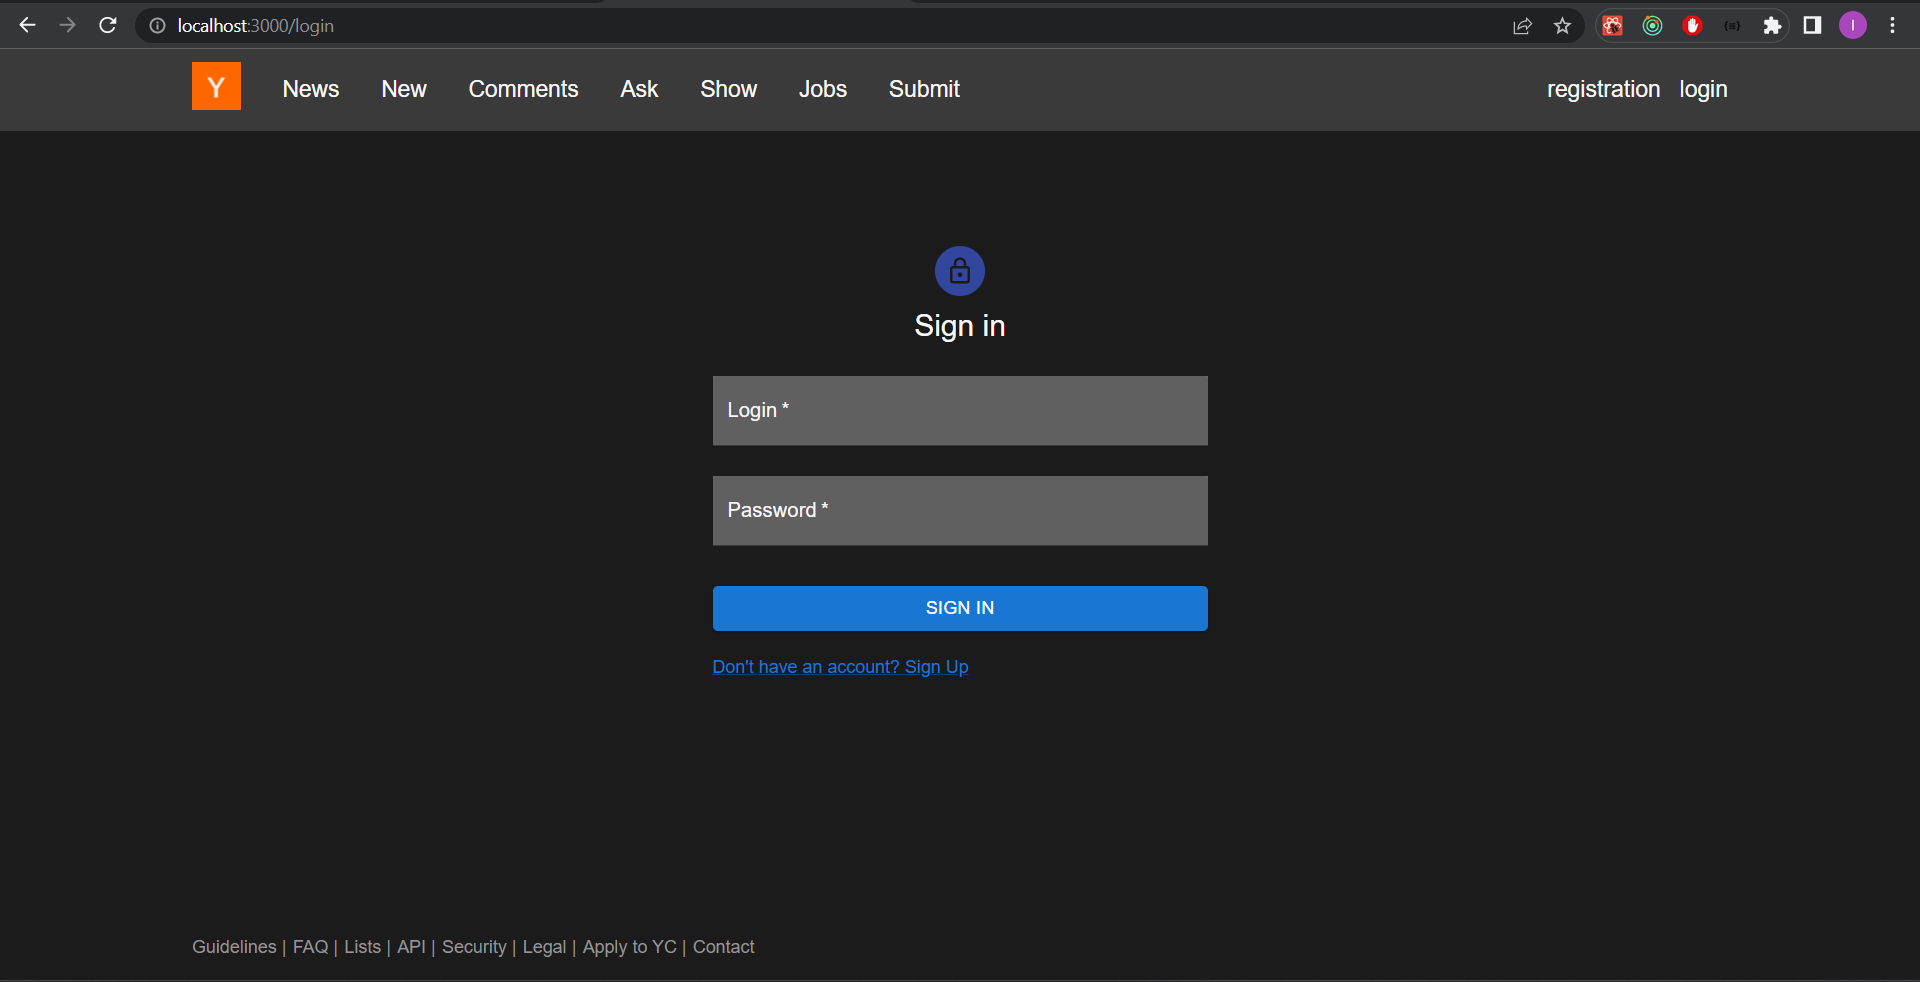 localhost:3000/login
I
Y News New Comments Ask Show Jobs Submit registration login
Sign in
Login *
Password *
SIGN IN
Don't have an account? Sign Up
Guidelines | FAQ | Lists | API | Security | Legal | Apply to YC | Contact